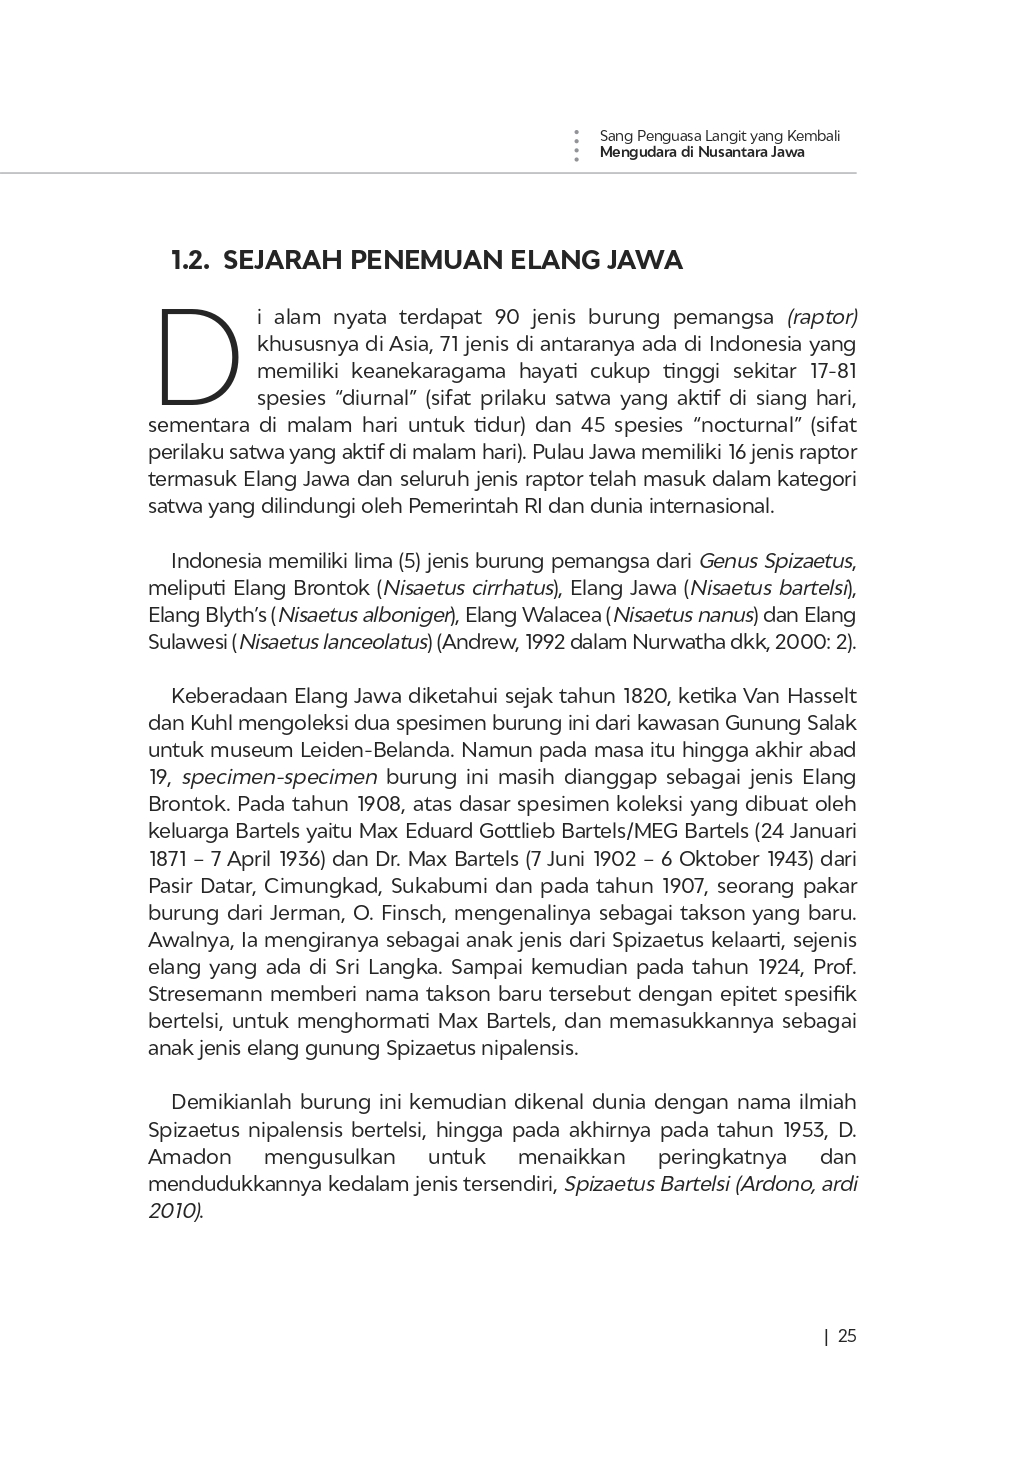 Sang Penguasa Langit yang Kembali
Mengudara di Nusantara Jawa
1.2. SEJARAH PENEMUAN ELANG JAWA
Di alam nyata terdapat 90 jenis burung pemangsa (raptor)
khususnya di Asia, 71 jenis di antaranya ada di Indonesia yang
memiliki keanekaragama hayati cukup tinggi sekitar 17-81
spesies “diurnal” (sifat prilaku satwa yang aktif di siang hari,
sementara di malam hari untuk tidur) dan 45 spesies “nocturnal” (sifat
perilaku satwa yang aktif di malam hari). Pulau Jawa memiliki 16 jenis raptor
termasuk Elang Jawa dan seluruh jenis raptor telah masuk dalam kategori
satwa yang dilindungi oleh Pemerintah RI dan dunia internasional.
Indonesia memiliki lima (5) jenis burung pemangsa dari Genus Spizaetus,
meliputi Elang Brontok (Nisaetus cirrhatus), Elang Jawa (Nisaetus bartelsi),
Elang Blyth’s (Nisaetus alboniger), Elang Walacea (Nisaetus nanus) dan Elang
Sulawesi (Nisaetus lanceolatus) (Andrew, 1992 dalam Nurwatha dkk, 2000: 2).
Keberadaan Elang Jawa diketahui sejak tahun 1820, ketika Van Hasselt
dan Kuhl mengoleksi dua spesimen burung ini dari kawasan Gunung Salak
untuk museum Leiden-Belanda. Namun pada masa itu hingga akhir abad
19, specimen-specimen burung ini masih dianggap sebagai jenis Elang
Brontok. Pada tahun 1908, atas dasar spesimen koleksi yang dibuat oleh
keluarga Bartels yaitu Max Eduard Gottlieb Bartels/MEG Bartels (24 Januari
1871 – 7 April 1936) dan Dr. Max Bartels (7 Juni 1902 – 6 Oktober 1943) dari
Pasir Datar, Cimungkad, Sukabumi dan pada tahun 1907, seorang pakar
burung dari Jerman, O. Finsch, mengenalinya sebagai takson yang baru.
Awalnya, Ia mengiranya sebagai anak jenis dari Spizaetus kelaarti, sejenis
elang yang ada di Sri Langka. Sampai kemudian pada tahun 1924, Prof.
Stresemann memberi nama takson baru tersebut dengan epitet spesifik
bertelsi, untuk menghormati Max Bartels, dan memasukkannya sebagai
anak jenis elang gunung Spizaetus nipalensis.
Demikianlah burung ini kemudian dikenal dunia dengan nama ilmiah
Spizaetus nipalensis bertelsi, hingga pada akhirnya pada tahun 1953, D.
Amadon mengusulkan untuk menaikkan peringkatnya dan
mendudukkannya kedalam jenis tersendiri, Spizaetus Bartelsi (Ardono, ardi
2010).
| 25